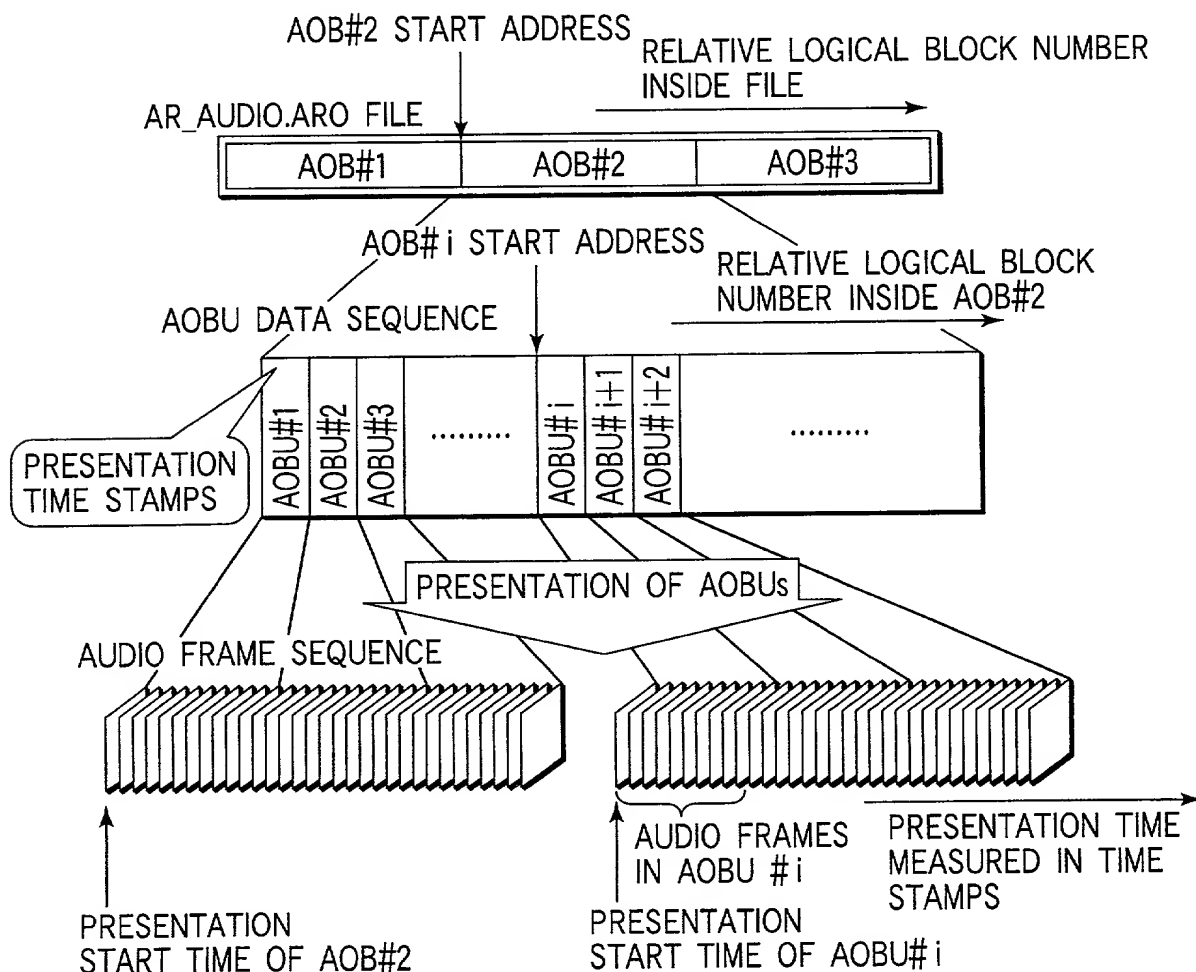 AOB#2 START ADDRESS
RELATIVE LOGICAL BLOCK NUMBER
INSIDE FILE
AR_AUDIO.ARO FILE
AOB#1
AOB#2
AOB#3
AOB# i START ADDRESS
RELATIVE LOGICAL BLOCK
NUMBER INSIDE AOB#2
AOBU DATA SEQUENCE
AOBU#1
AOBU#2
AOBU#3
.........
AOBU# i
AOBU# i+1
AOBU# i+2
.........
PRESENTATION
TIME STAMPS
PRESENTATION OF AOBUs
AUDIO FRAME SEQUENCE
AUDIO FRAMES
IN AOBU # i
PRESENTATION TIME
MEASURED IN TIME
STAMPS
PRESENTATION
START TIME OF AOB#2
PRESENTATION
START TIME OF AOBU# i